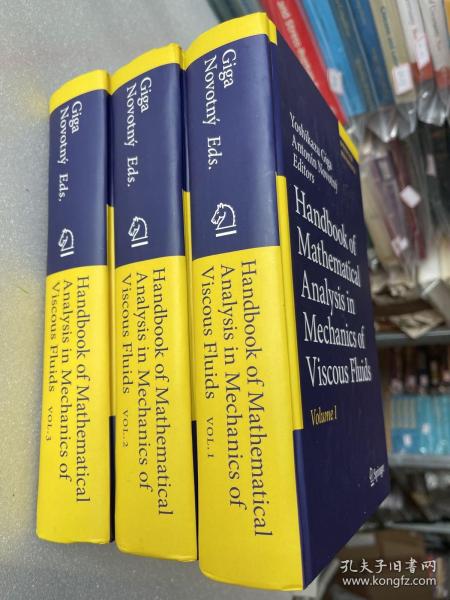 Giga
Novotný Eds.
Handbook of Mathematical
Analysis in Mechanics of
Viscous Fluids VOL.3
Giga
Novotný Eds.
Handbook of Mathematical
Analysis in Mechanics of
Viscous Fluids VOL.2
Giga
Novotný Eds.
Handbook of Mathematical
Analysis in Mechanics of
Viscous Fluids VOL.1
Yoshikazu Giga
Antonín Novotný
Editors
Handbook of
Mathematical
Analysis in
Mechanics of
Viscous Fluids
Volume 1
Springer
孔夫子旧书网
www.kongfz.com